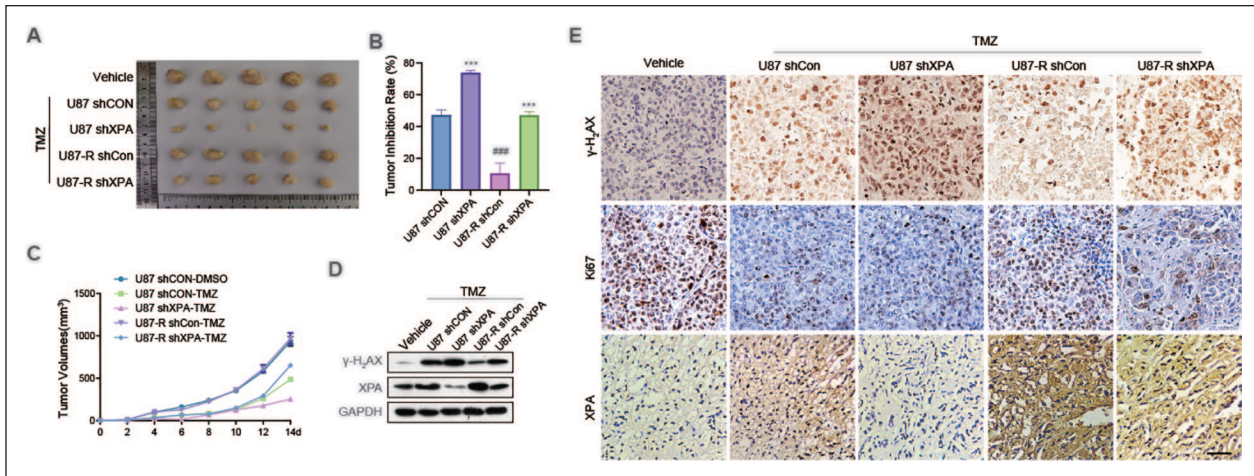 A
Vehicle
U87 shCON
U87 shXPA
U87-R shCon
U87-R shXPA
TMZ
B
Tumor Inhibition Rate (%)
80
60
40
20
0
***
###
***
U87 shCON
U87 shXPA
U87-R shCon
U87-R shXPA
C
U87 shCON-DMSO
U87 shCON-TMZ
U87 shXPA-TMZ
U87-R shCon-TMZ
U87-R shXPA-TMZ
Tumor Volumes(mm³)
1500
1000
500
0
0 2 4 6 8 10 12 14d
D
TMZ
Vehicle
U87 shCON
U87 shXPA
U87-R shCon
U87-R shXPA
γ-H₂AX
XPA
GAPDH
E
TMZ
Vehicle U87 shCon U87 shXPA U87-R shCon U87-R shXPA
γ-H₂AX
Ki67
XPA